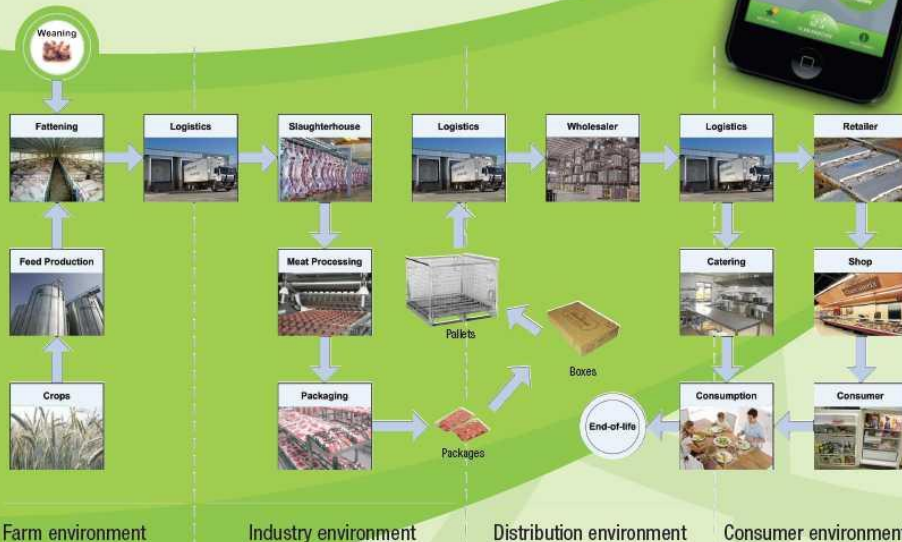 Weaning
Fattening
Logistics
Slaughterhouse
Logistics
Wholesaler
Logistics
Retailer
Feed Production
Meat Processing
Pallets
Catering
Shop
Boxes
Crops
Packaging
Packages
End-of-life
Consumption
Consumer
Farm environment
Industry environment
Distribution environment
Consumer environment